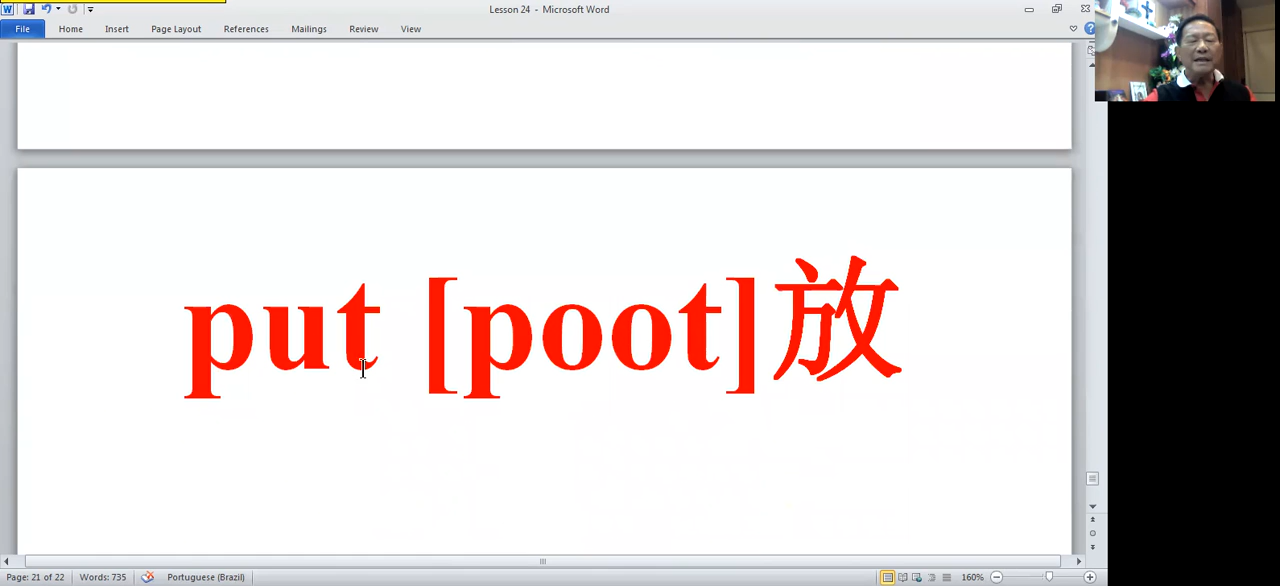 Lesson 24 - Microsoft Word
File Home Insert Page Layout References Mailings Review View
put [poot]放
Page: 21 of 22 Words: 735 Portuguese (Brazil) 160%